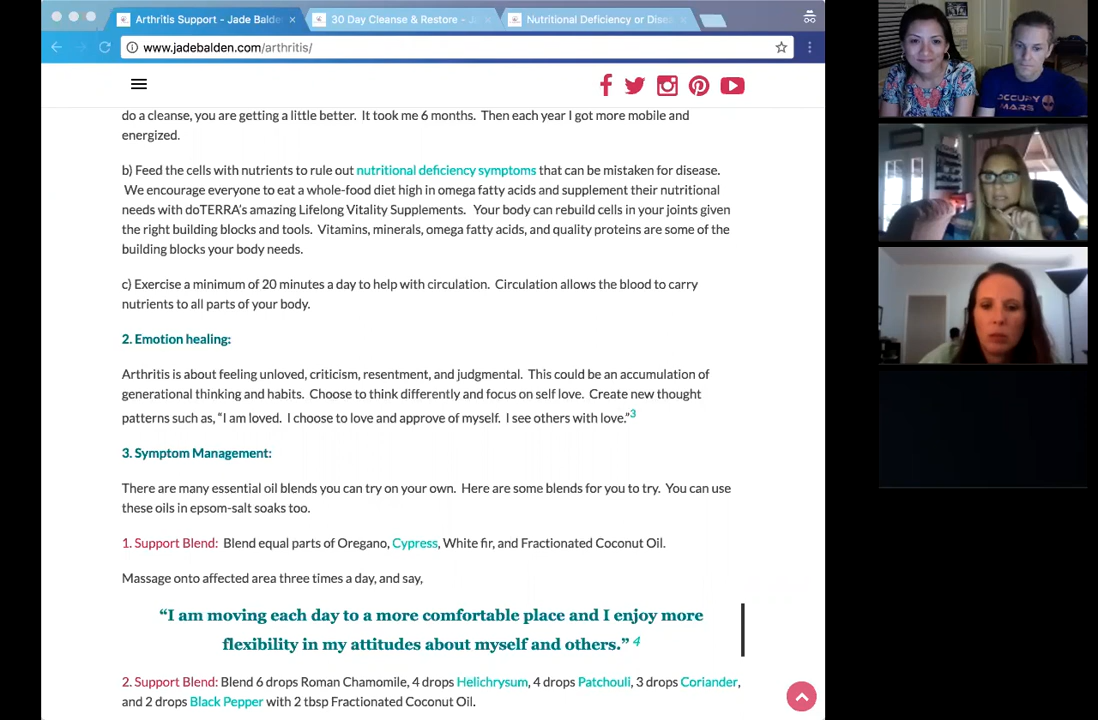 Arthritis Support - Jade Balde
30 Day Cleanse & Restore - J
Nutritional Deficiency or Dise
www.jadebalden.com/arthritis/
OCCUPY
MARS
do a cleanse, you are getting a little better.  It took me 6 months.  Then each year I got more mobile and
energized.
b) Feed the cells with nutrients to rule out nutritional deficiency symptoms that can be mistaken for disease.
We encourage everyone to eat a whole-food diet high in omega fatty acids and supplement their nutritional
needs with doTERRA's amazing Lifelong Vitality Supplements.  Your body can rebuild cells in your joints given
the right building blocks and tools.  Vitamins, minerals, omega fatty acids, and quality proteins are some of the
building blocks your body needs.
c) Exercise a minimum of 20 minutes a day to help with circulation.  Circulation allows the blood to carry
nutrients to all parts of your body.
2. Emotion healing:
Arthritis is about feeling unloved, criticism, resentment, and judgmental.  This could be an accumulation of
generational thinking and habits.  Choose to think differently and focus on self love.  Create new thought
patterns such as, “I am loved.  I choose to love and approve of myself.  I see others with love.”3
3. Symptom Management:
There are many essential oil blends you can try on your own.  Here are some blends for you to try.  You can use
these oils in epsom-salt soaks too.
1. Support Blend:  Blend equal parts of Oregano, Cypress, White fir, and Fractionated Coconut Oil.
Massage onto affected area three times a day, and say,
“I am moving each day to a more comfortable place and I enjoy more
flexibility in my attitudes about myself and others.” 4
2. Support Blend: Blend 6 drops Roman Chamomile, 4 drops Helichrysum, 4 drops Patchouli, 3 drops Coriander,
and 2 drops Black Pepper with 2 tbsp Fractionated Coconut Oil.